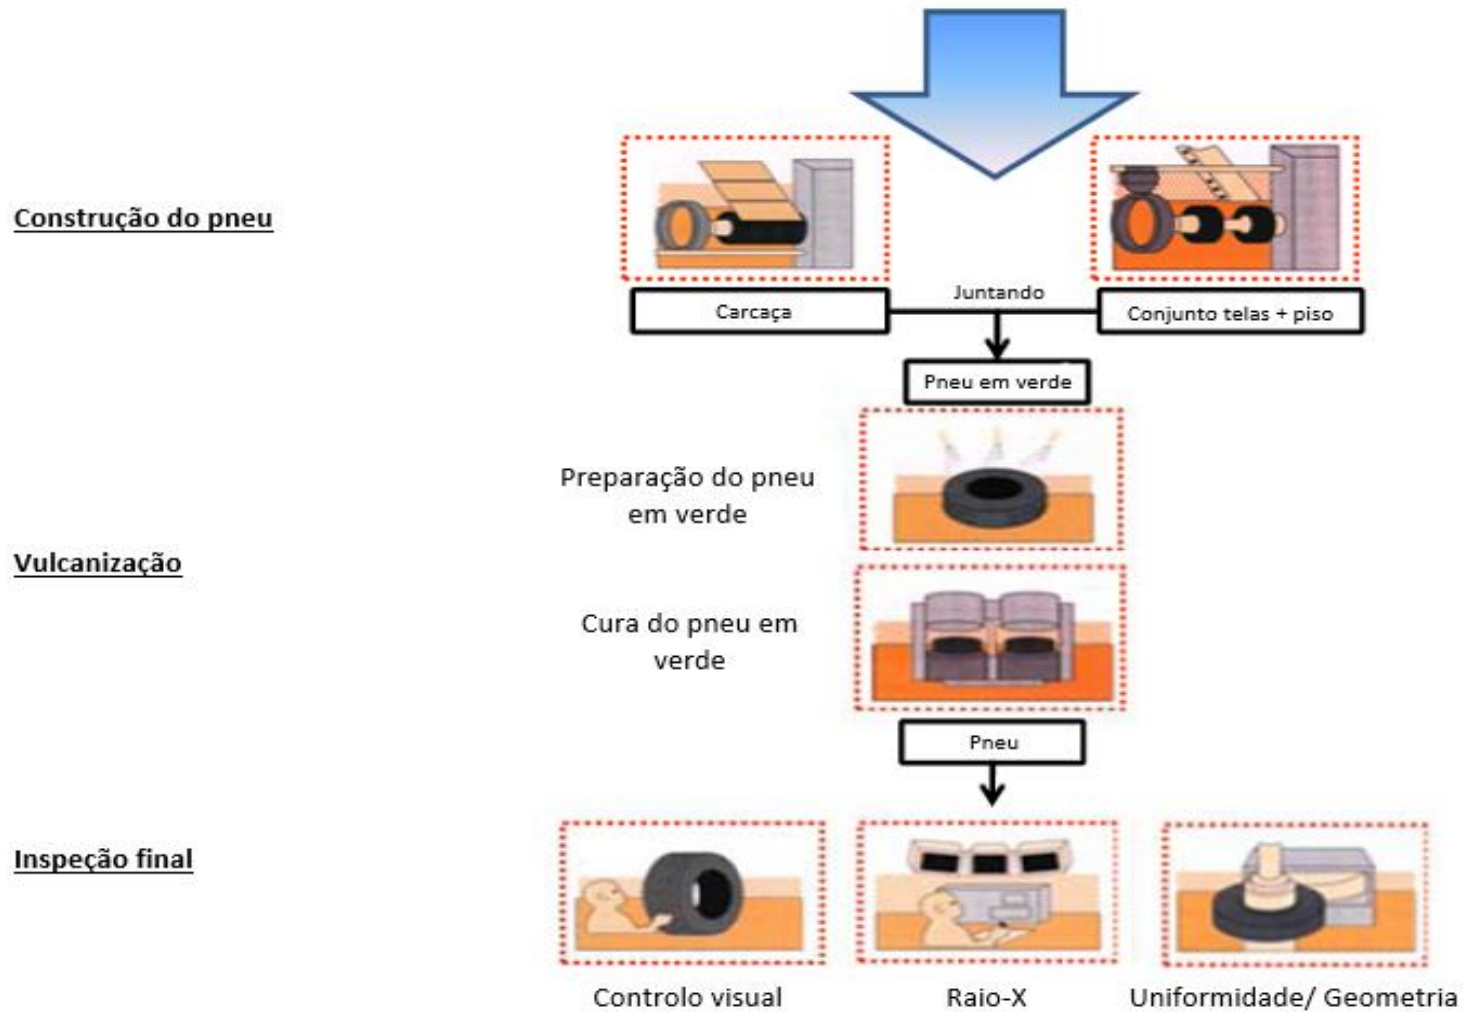 Construção do pneu
Juntando
Carcaça
Conjunto telas + piso
Pneu em verde
Preparação do pneu
em verde
Vulcanização
Cura do pneu em
verde
Pneu
Inspeção final
Controlo visual
Raio-X
Uniformidade/ Geometria